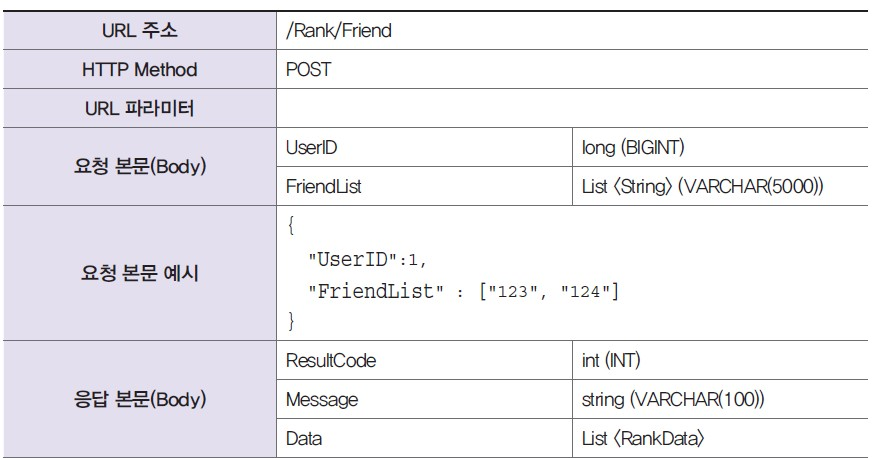 URL 주소 /Rank/Friend
HTTP Method POST
URL 파라미터
요청 본문(Body) UserID long (BIGINT)
FriendList List 〈String〉 (VARCHAR(5000))
요청 본문 예시 {
"UserID":1,
"FriendList" : ["123", "124"]
}
응답 본문(Body) ResultCode int (INT)
Message string (VARCHAR(100))
Data List 〈RankData〉